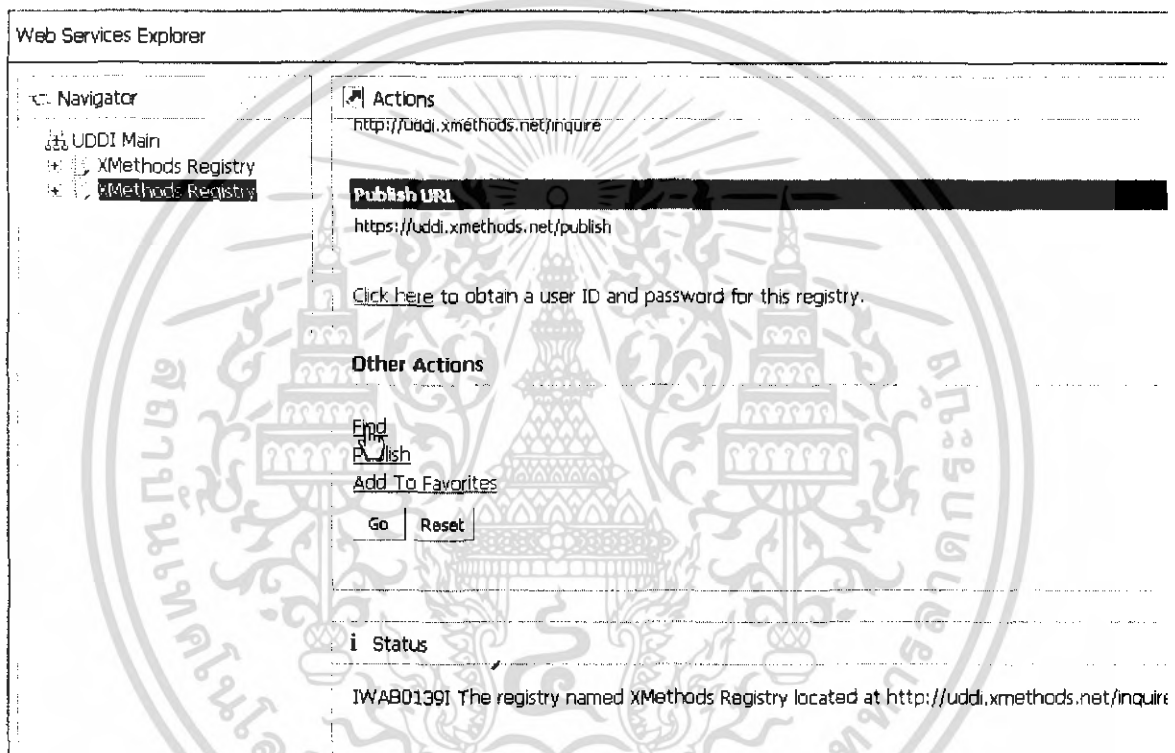 Web Services Explorer
Navigator
UDDI Main
XMethods Registry
XMethods Registry
Actions
http://uddi.xmethods.net/inquire
Publish URL
https://uddi.xmethods.net/publish
Click here to obtain a user ID and password for this registry.
Other Actions
Find
Publish
Add To Favorites
Go
Reset
i Status
IWAB0139I The registry named XMethods Registry located at http://uddi.xmethods.net/inquire